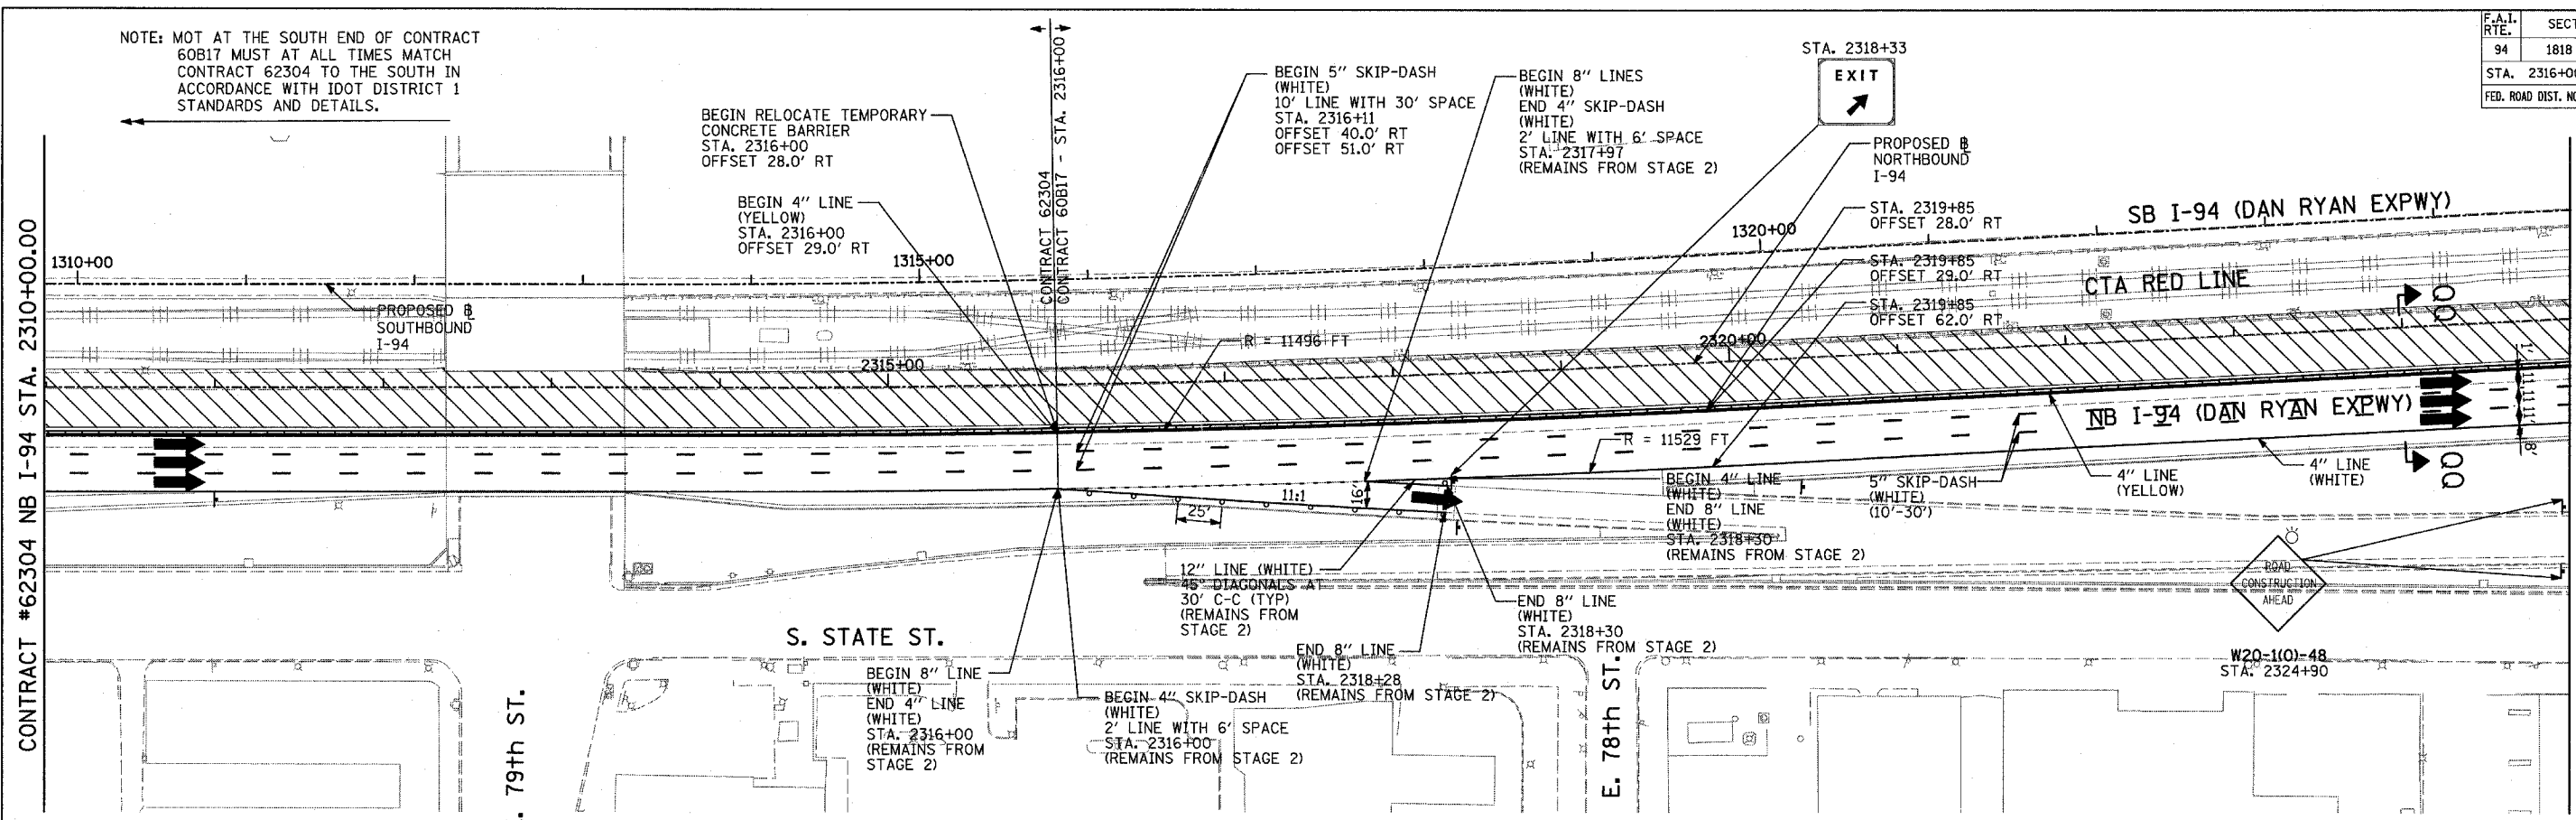 NOTE: MOT AT THE SOUTH END OF CONTRACT
60B17 MUST AT ALL TIMES MATCH
CONTRACT 62304 TO THE SOUTH IN
ACCORDANCE WITH IDOT DISTRICT 1
STANDARDS AND DETAILS.
F.A.I.
RTE.
SECT
94
1818
STA. 2316+00
FED. ROAD DIST. NO
CONTRACT #62304 NB I-94 STA. 2310+00.00
BEGIN RELOCATE TEMPORARY
CONCRETE BARRIER
STA. 2316+00
OFFSET 28.0' RT
BEGIN 4" LINE
(YELLOW)
STA. 2316+00
OFFSET 29.0' RT
CONTRACT 62304
CONTRACT 60B17 - STA. 2316+00
BEGIN 5" SKIP-DASH
(WHITE)
10' LINE WITH 30' SPACE
STA. 2316+11
OFFSET 40.0' RT
OFFSET 51.0' RT
BEGIN 8" LINES
(WHITE)
END 4" SKIP-DASH
(WHITE)
2' LINE WITH 6' SPACE
STA. 2317+97
(REMAINS FROM STAGE 2)
STA. 2318+33
EXIT
PROPOSED ℄
NORTHBOUND
I-94
STA. 2319+85
OFFSET 28.0' RT
STA. 2319+85
OFFSET 29.0' RT
STA. 2319+85
OFFSET 62.0' RT
SB I-94 (DAN RYAN EXPWY)
CTA RED LINE
1310+00
1315+00
1320+00
PROPOSED ℄
SOUTHBOUND
I-94
2315+00
R = 11496 FT
2320+00
QQ
1'
11'
11'
11'
8'
NB I-94 (DAN RYAN EXPWY)
R = 11529 FT
QQ
25'
11:1
16'
BEGIN 4" LINE
(WHITE)
END 8" LINE
(WHITE)
STA. 2318+30
(REMAINS FROM STAGE 2)
5" SKIP-DASH
(WHITE)
(10'-30')
4" LINE
(YELLOW)
4" LINE
(WHITE)
12" LINE (WHITE)
45° DIAGONALS AT
30' C-C (TYP)
(REMAINS FROM
STAGE 2)
END 8" LINE
(WHITE)
STA. 2318+30
(REMAINS FROM STAGE 2)
END 8" LINE
(WHITE)
STA. 2318+28
(REMAINS FROM STAGE 2)
ROAD
CONSTRUCTION
AHEAD
W20-1(O)-48
STA. 2324+90
S. STATE ST.
BEGIN 8" LINE
(WHITE)
END 4" LINE
(WHITE)
STA. 2316+00
(REMAINS FROM
STAGE 2)
BEGIN 4" SKIP-DASH
(WHITE)
2' LINE WITH 6' SPACE
STA. 2316+00
(REMAINS FROM STAGE 2)
. 79th ST.
E. 78th ST.